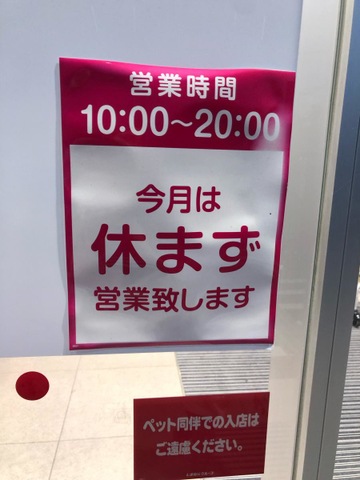 営業時間
10:00〜20:00
今月は
休まず
営業致します
ペット同伴での入店は
ご遠慮ください。